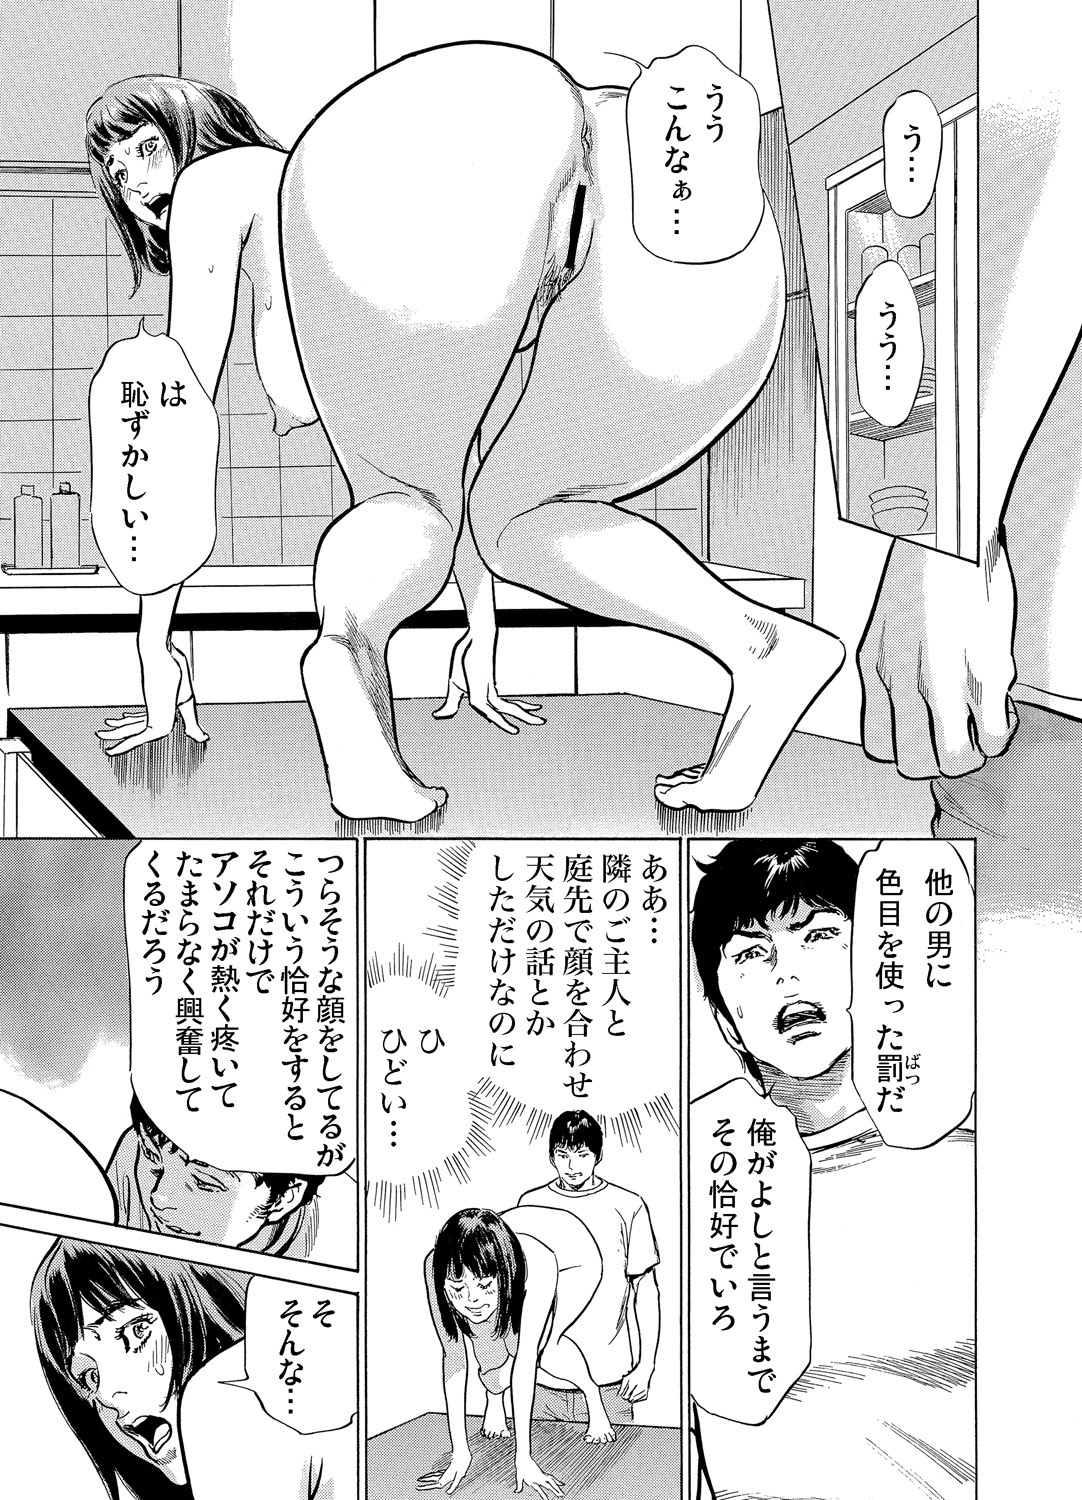 う…
うう…
うう
こんなぁ…
は
恥ずかしい…
他の男に
色目を使った罰だ
ばつ
俺がよしと言うまで
その恰好でいろ
ああ…
隣のご主人と
庭先で顔を合わせ
天気の話とか
しただけなのに
ひ
ひどい…
つらそうな顔をしてるが
こういう恰好をすると
それだけで
アソコが熱く疼いて
たまらなく興奮して
くるだろう
そ
そんな…